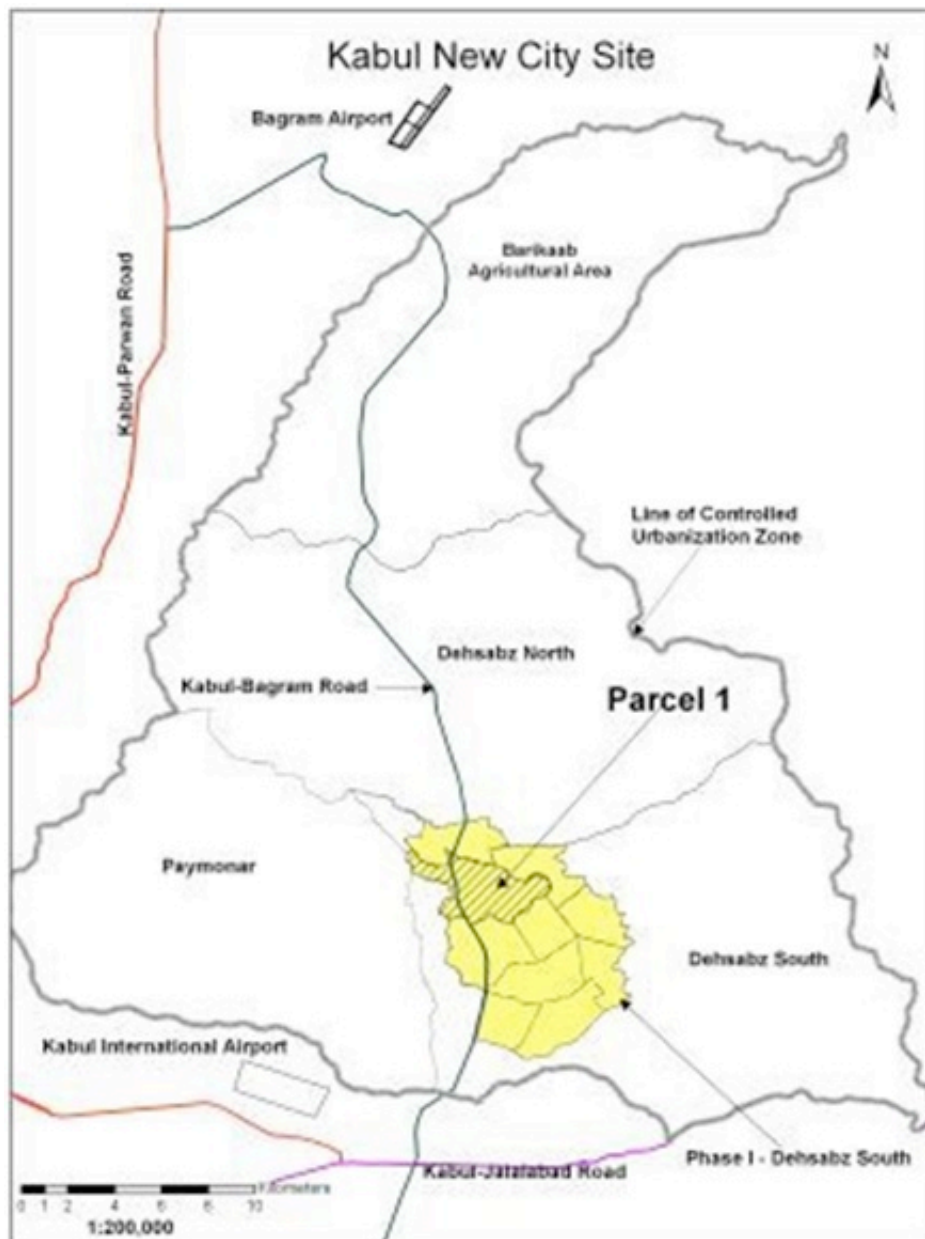 Kabul New City Site
N
Bagram Airport
Barikaab
Agricultural Area
Kabul-Parwan Road
Line of Controlled
Urbanization Zone
Dehsabz North
Kabul-Bagram Road
Parcel 1
Paymonar
Dehsabz South
Kabul International Airport
Phase I - Dehsabz South
Kabul-Jalalabad Road
Kilometers
0 1 2 4 6 8 10
1:200,000